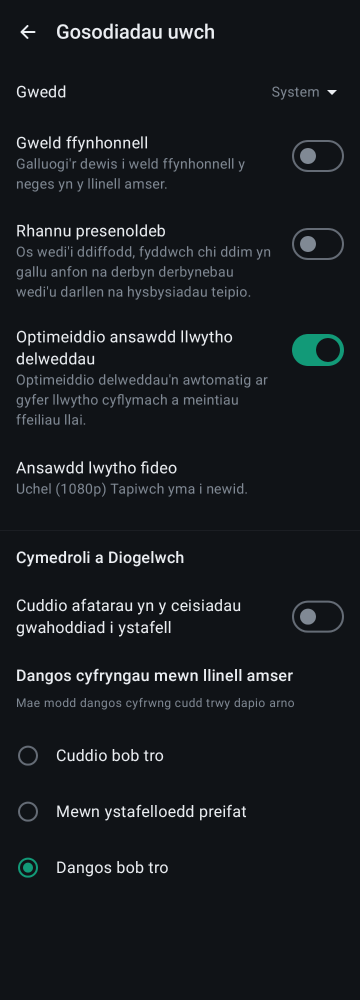 Gosodiadau uwch
Gwedd
System
Gweld ffynhonnell
Galluogi'r dewis i weld ffynhonnell y
neges yn y llinell amser.
Rhannu presenoldeb
Os wedi'i ddiffodd, fyddwch chi ddim yn
gallu anfon na derbyn derbynebau
wedi'u darllen na hysbysiadau teipio.
Optimeiddio ansawdd llwytho
delweddau
Optimeiddio delweddau'n awtomatig ar
gyfer llwytho cyflymach a meintiau
ffeiliau llai.
Ansawdd lwytho fideo
Uchel (1080p) Tapiwch yma i newid.
Cymedroli a Diogelwch
Cuddio afatarau yn y ceisiadau
gwahoddiad i ystafell
Dangos cyfryngau mewn llinell amser
Mae modd dangos cyfrwng cudd trwy dapio arno
Cuddio bob tro
Mewn ystafelloedd preifat
Dangos bob tro